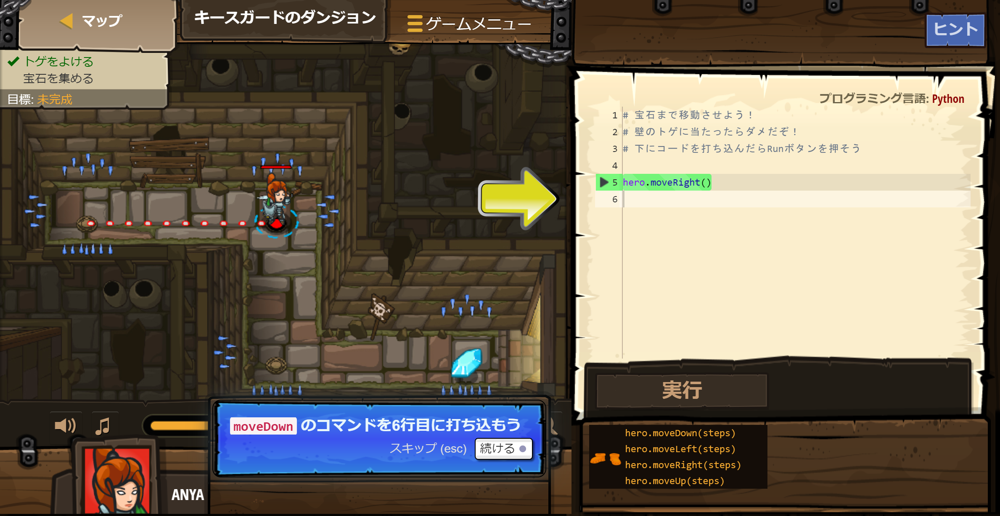 マップ
キースガードのダンジョン
ゲームメニュー
ヒント
トゲをよける
宝石を集める
目標: 未完成
プログラミング言語: Python
1 # 宝石まで移動させよう！
2 # 壁のトゲに当たったらダメだぞ！
3 # 下にコードを打ち込んだらRunボタンを押そう
4
5 hero.moveRight()
6
実行
moveDown のコマンドを6行目に打ち込もう
スキップ (esc)
続ける
hero.moveDown(steps)
hero.moveLeft(steps)
hero.moveRight(steps)
hero.moveUp(steps)
ANYA